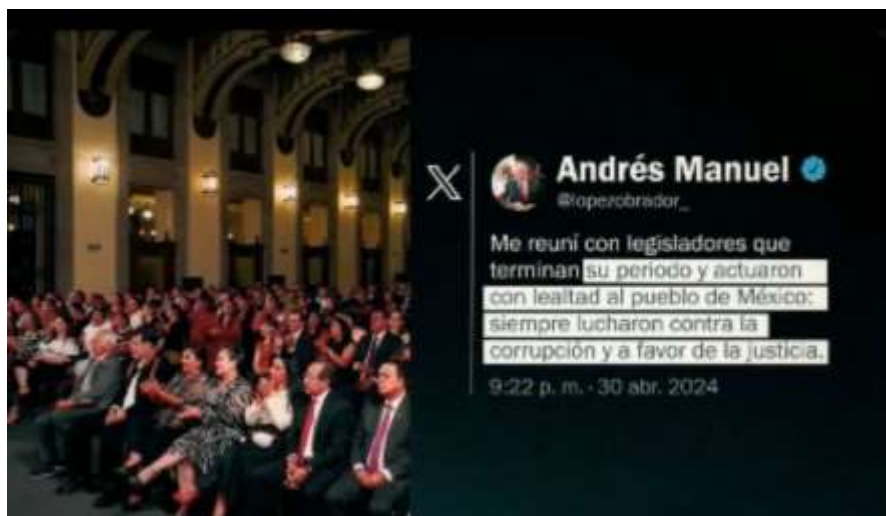 Andrés Manuel
@lopezobrador_
Me reuní con legisladores que
terminan su periodo y actuaron
con lealtad al pueblo de México:
siempre lucharon contra la
corrupción y a favor de la justicia.
9:22 p. m. · 30 abr. 2024